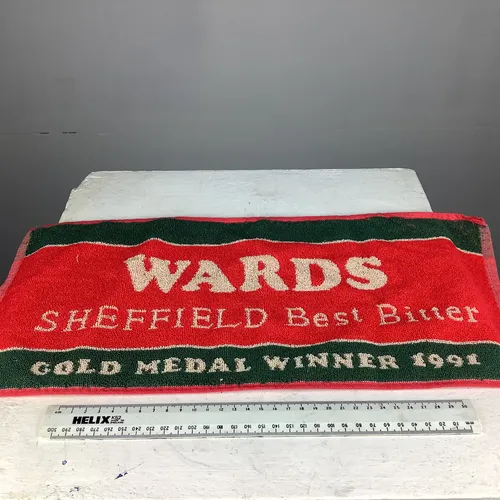 WARDS
SHEFFIELD Best Bitter
GOLD MEDAL WINNER 1991
HELIX